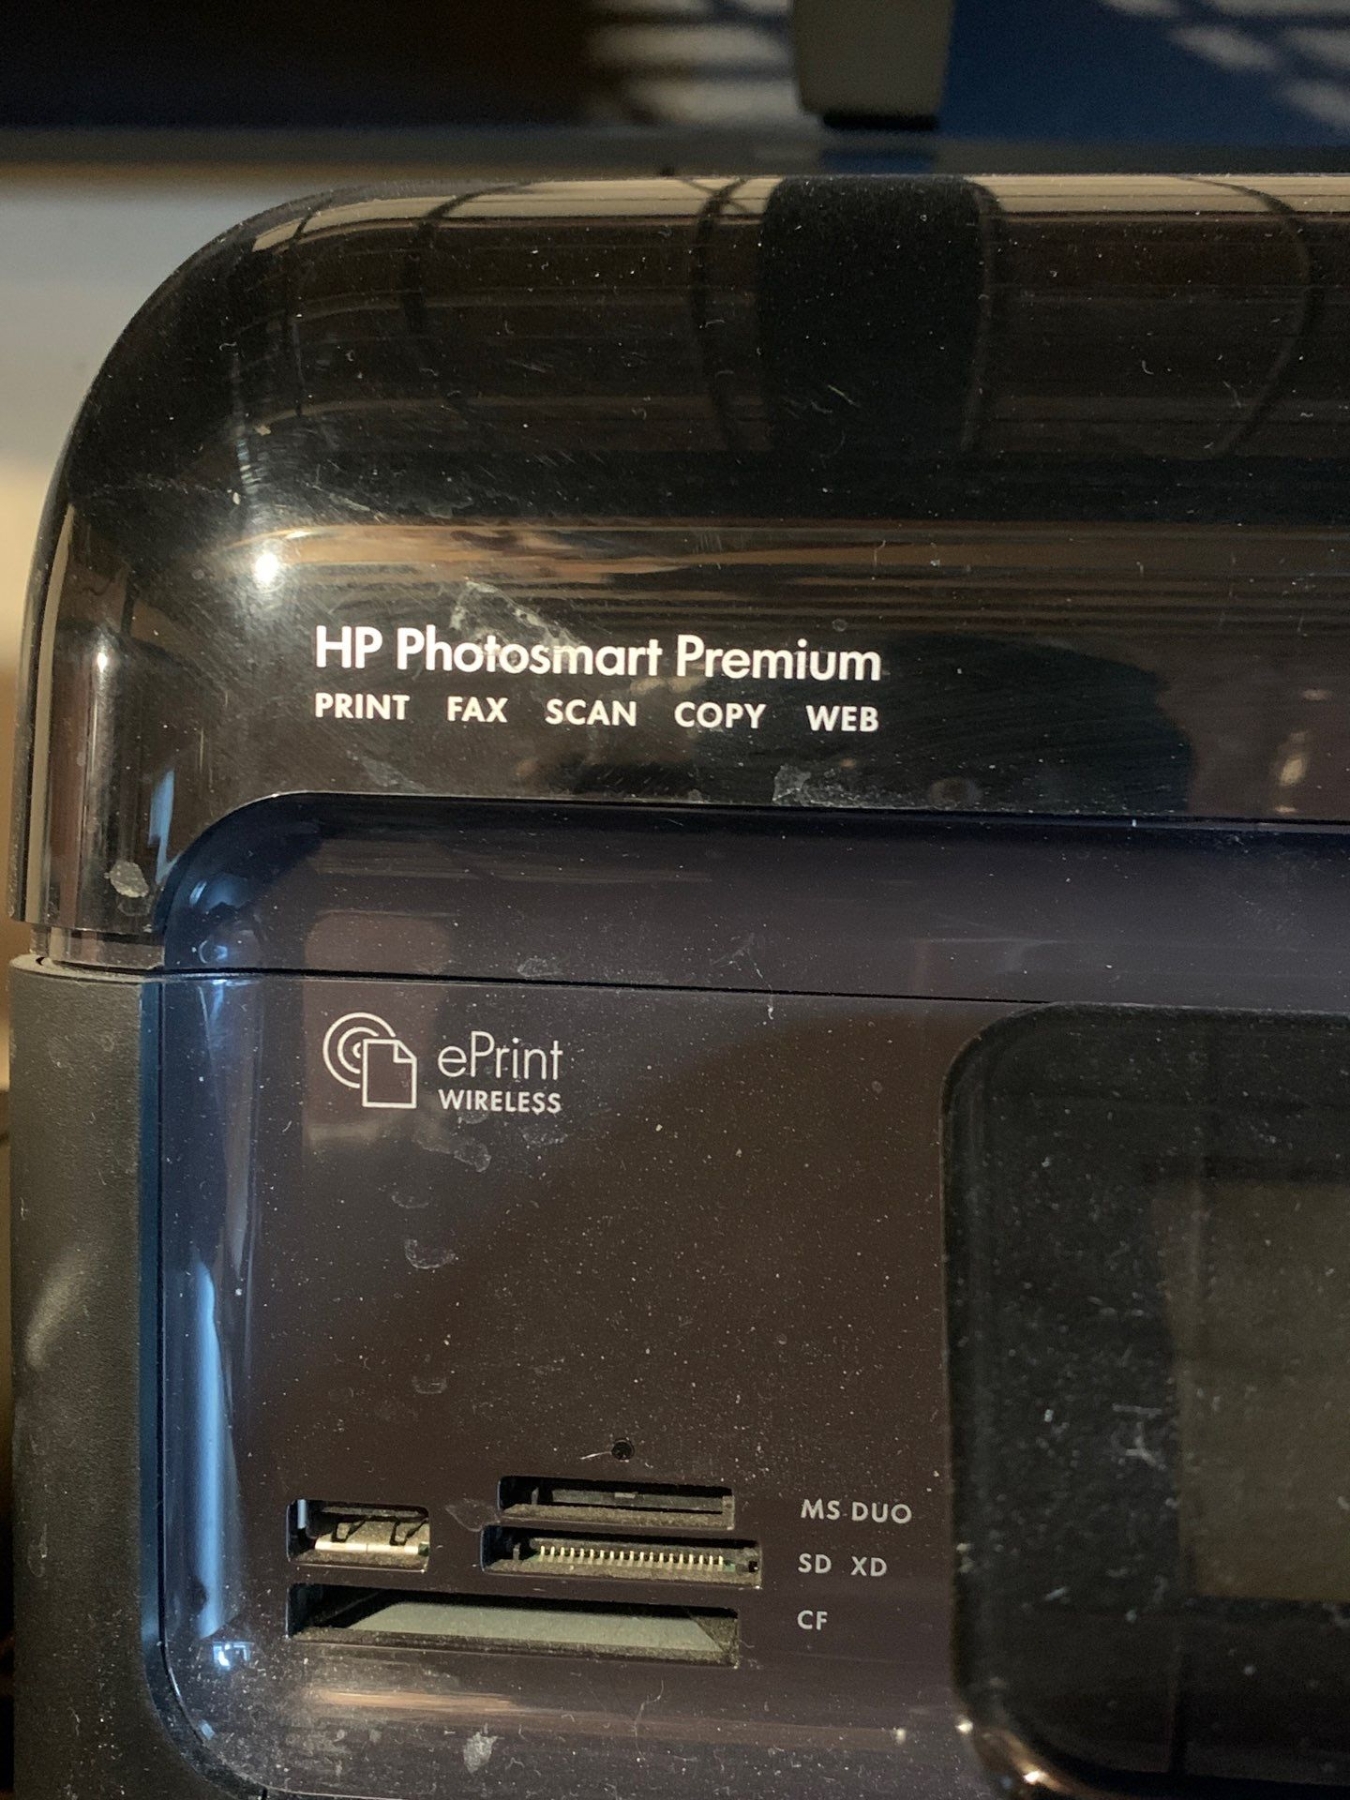 HP Photosmart Premium
PRINT FAX SCAN COPY WEB
ePrint
WIRELESS
MS DUO
SD XD
CF